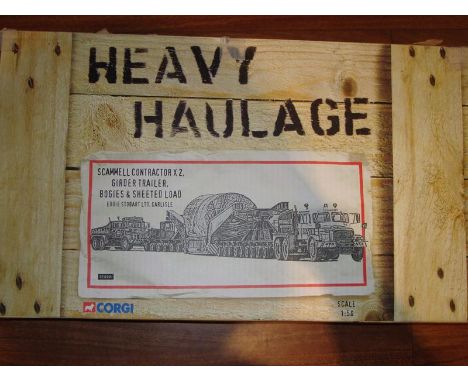 HEAVY
HAULAGE
SCAMMELL CONTRACTOR X 2,
GIRDER TRAILER,
BOGIES & SHEETED LOAD
EDDIE STOBART LTD. CARLISLE
CORGI
SCALE
1:50